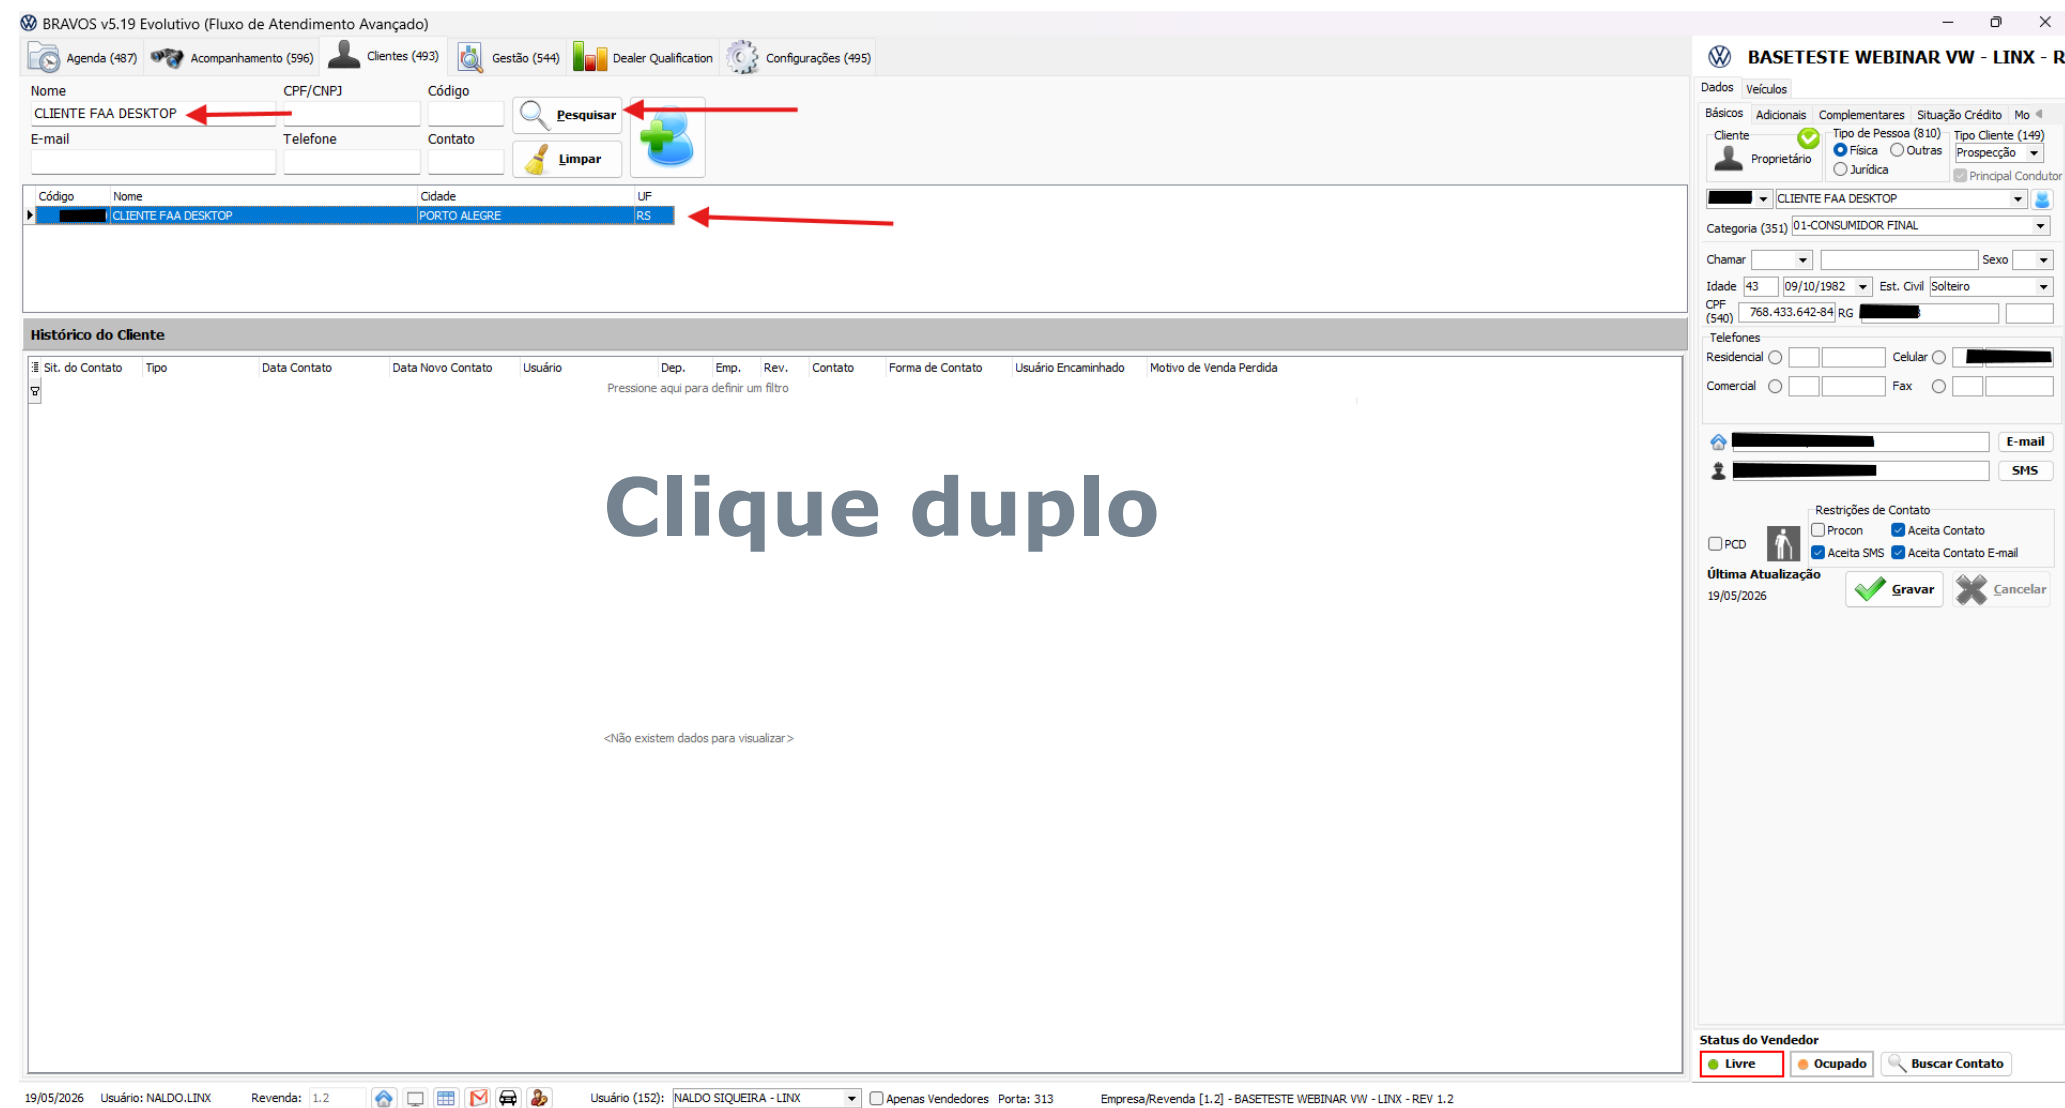 BRAVOS v5.19 Evolutivo (Fluxo de Atendimento Avançado)
Agenda (487) Acompanhamento (596) Clientes (493) Gestão (544) Dealer Qualification Configurações (495)
Nome CPF/CNPJ Código
CLIENTE FAA DESKTOP
Pesquisar
E-mail Telefone Contato
Limpar
Código Nome Cidade UF
CLIENTE FAA DESKTOP PORTO ALEGRE RS
Histórico do Cliente
Sit. do Contato Tipo Data Contato Data Novo Contato Usuário Dep. Emp. Rev. Contato Forma de Contato Usuário Encaminhado Motivo de Venda Perdida
Pressione aqui para definir um filtro
Clique duplo
<Não existem dados para visualizar>
BASETESTE WEBINAR VW - LINX - R
Dados Veículos
Básicos Adicionais Complementares Situação Crédito Mo
Cliente Tipo de Pessoa (810) Tipo Cliente (149)
Proprietário Física Outras Prospecção
Jurídica Principal Condutor
CLIENTE FAA DESKTOP
Categoria (351) 01-CONSUMIDOR FINAL
Chamar Sexo
Idade 43 09/10/1982 Est. Civil Solteiro
CPF (540) 768.433.642-84 RG
Telefones
Residencial Celular
Comercial Fax
E-mail
SMS
Restrições de Contato
Procon Aceita Contato
PCD Aceita SMS Aceita Contato E-mail
Última Atualização
19/05/2026 Gravar Cancelar
Status do Vendedor
Livre Ocupado Buscar Contato
19/05/2026 Usuário: NALDO.LINX Revenda: 1.2 Usuário (152): NALDO SIQUEIRA - LINX Apenas Vendedores Porta: 313 Empresa/Revenda [1.2] - BASETESTE WEBINAR VW - LINX - REV 1.2